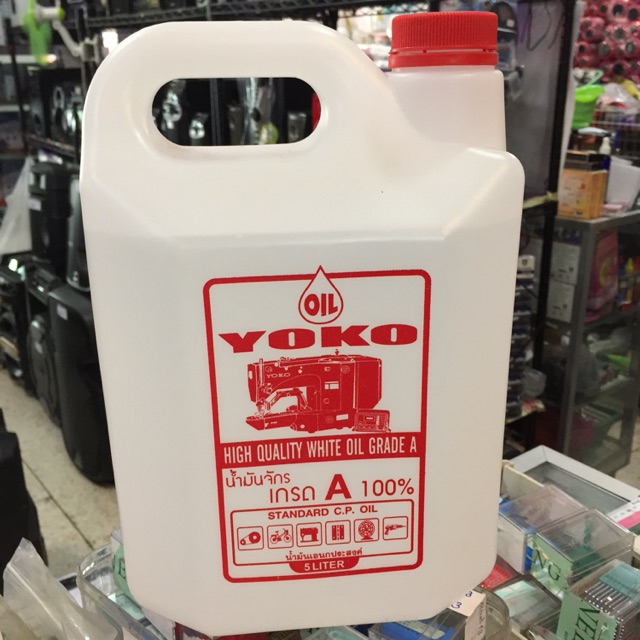 OIL
YOKO
YOKO
HIGH QUALITY WHITE OIL GRADE A
น้ำมันจักร
เกรด A 100%
STANDARD C.P. OIL
น้ำมันเอนกประสงค์
5 LITER